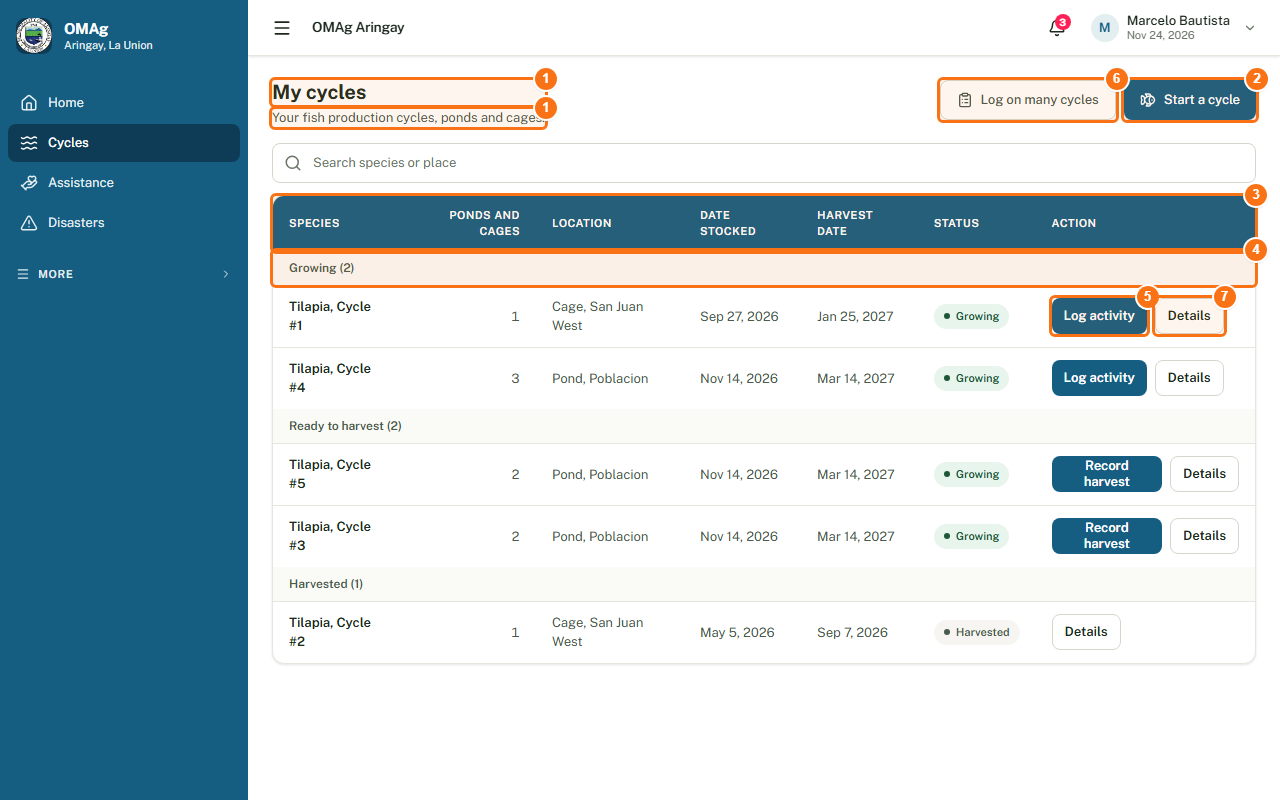 OMAg
Aringay, La Union
Home
Cycles
Assistance
Disasters
MORE
OMAg Aringay
3
M
Marcelo Bautista
Nov 24, 2026
1
My cycles
1
Your fish production cycles, ponds and cages.
6
Log on many cycles
2
Start a cycle
Search species or place
3
SPECIES
PONDS AND CAGES
LOCATION
DATE STOCKED
HARVEST DATE
STATUS
ACTION
4
Growing (2)
Tilapia, Cycle #1
1
Cage, San Juan West
Sep 27, 2026
Jan 25, 2027
Growing
5
Log activity
7
Details
Tilapia, Cycle #4
3
Pond, Poblacion
Nov 14, 2026
Mar 14, 2027
Growing
Log activity
Details
Ready to harvest (2)
Tilapia, Cycle #5
2
Pond, Poblacion
Nov 14, 2026
Mar 14, 2027
Growing
Record harvest
Details
Tilapia, Cycle #3
2
Pond, Poblacion
Nov 14, 2026
Mar 14, 2027
Growing
Record harvest
Details
Harvested (1)
Tilapia, Cycle #2
1
Cage, San Juan West
May 5, 2026
Sep 7, 2026
Harvested
Details